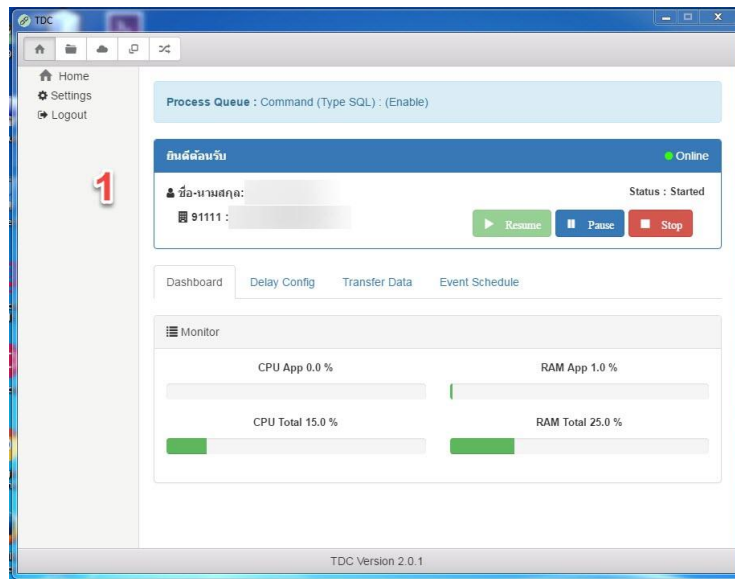 TDC
Home
Settings
Logout
1
Process Queue : Command (Type SQL) : (Enable)
ยินดีต้อนรับ
Online
ชื่อ-นามสกุล:
Status : Started
91111 :
Resume
Pause
Stop
Dashboard
Delay Config
Transfer Data
Event Schedule
Monitor
CPU App 0.0 %
RAM App 1.0 %
CPU Total 15.0 %
RAM Total 25.0 %
TDC Version 2.0.1